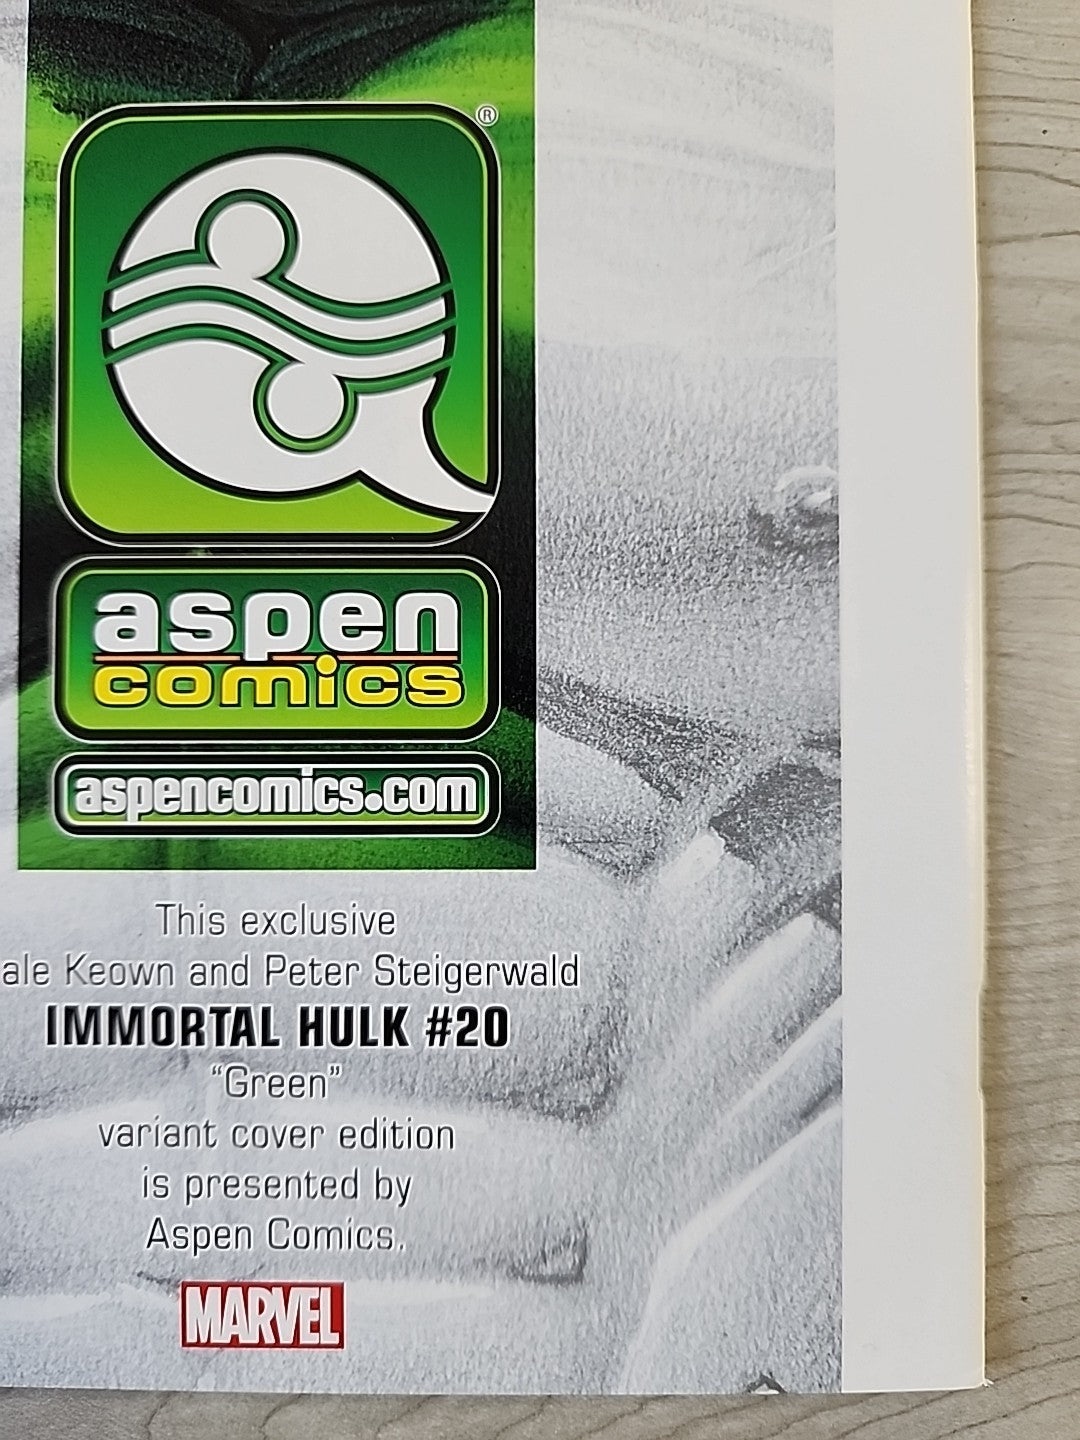 ®
aspen
comics
aspencomics.com
This exclusive
ale Keown and Peter Steigerwald
IMMORTAL HULK #20
"Green"
variant cover edition
is presented by
Aspen Comics.
MARVEL